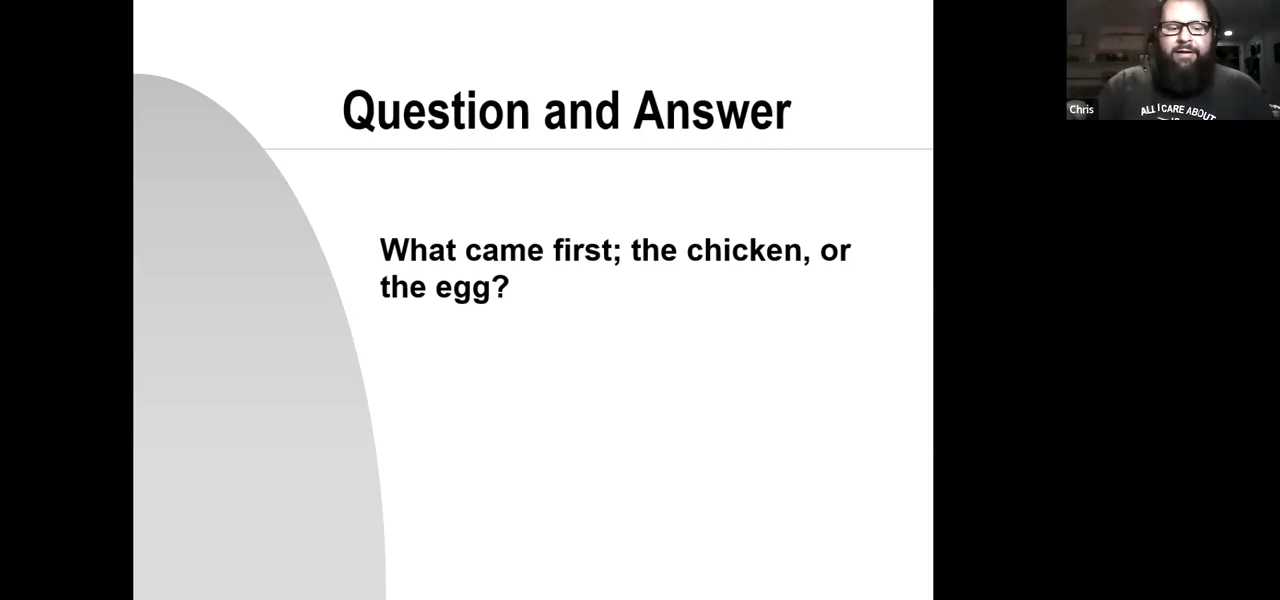 Question and Answer
What came first; the chicken, or
the egg?
Chris
ALL I CARE ABOUT